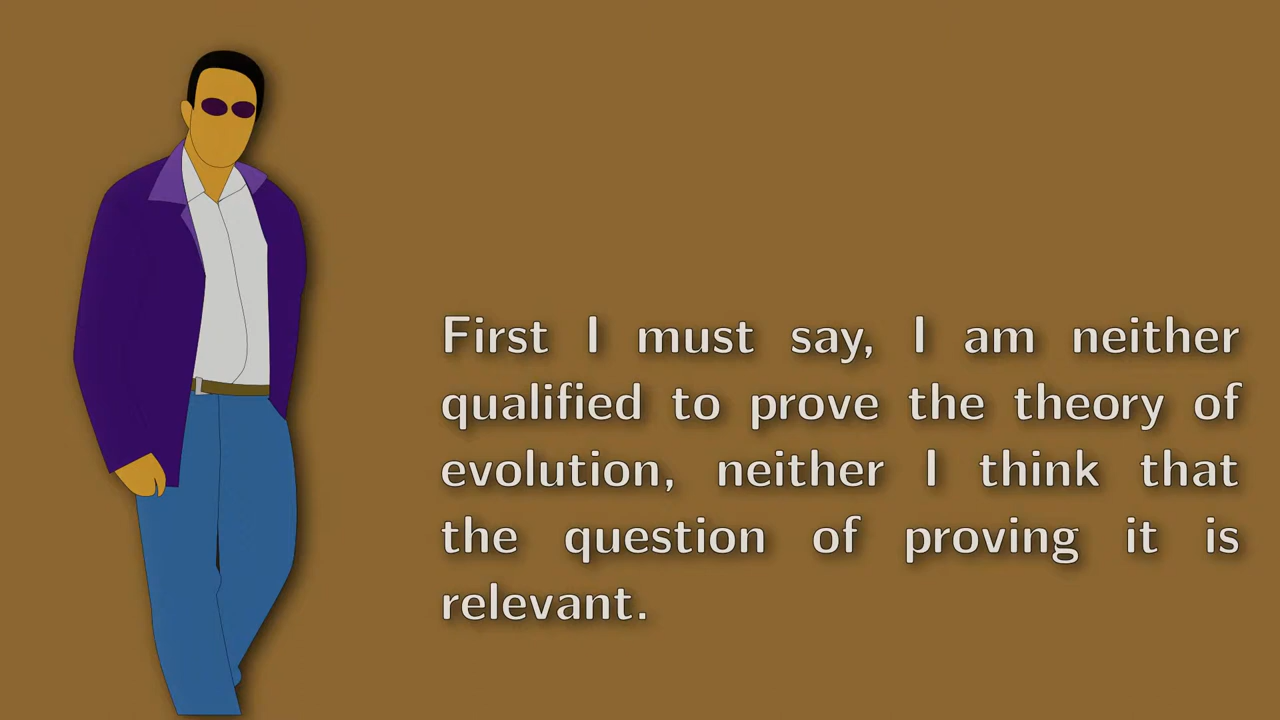 First I must say, I am neither
qualified to prove the theory of
evolution, neither I think that
the question of proving it is
relevant.